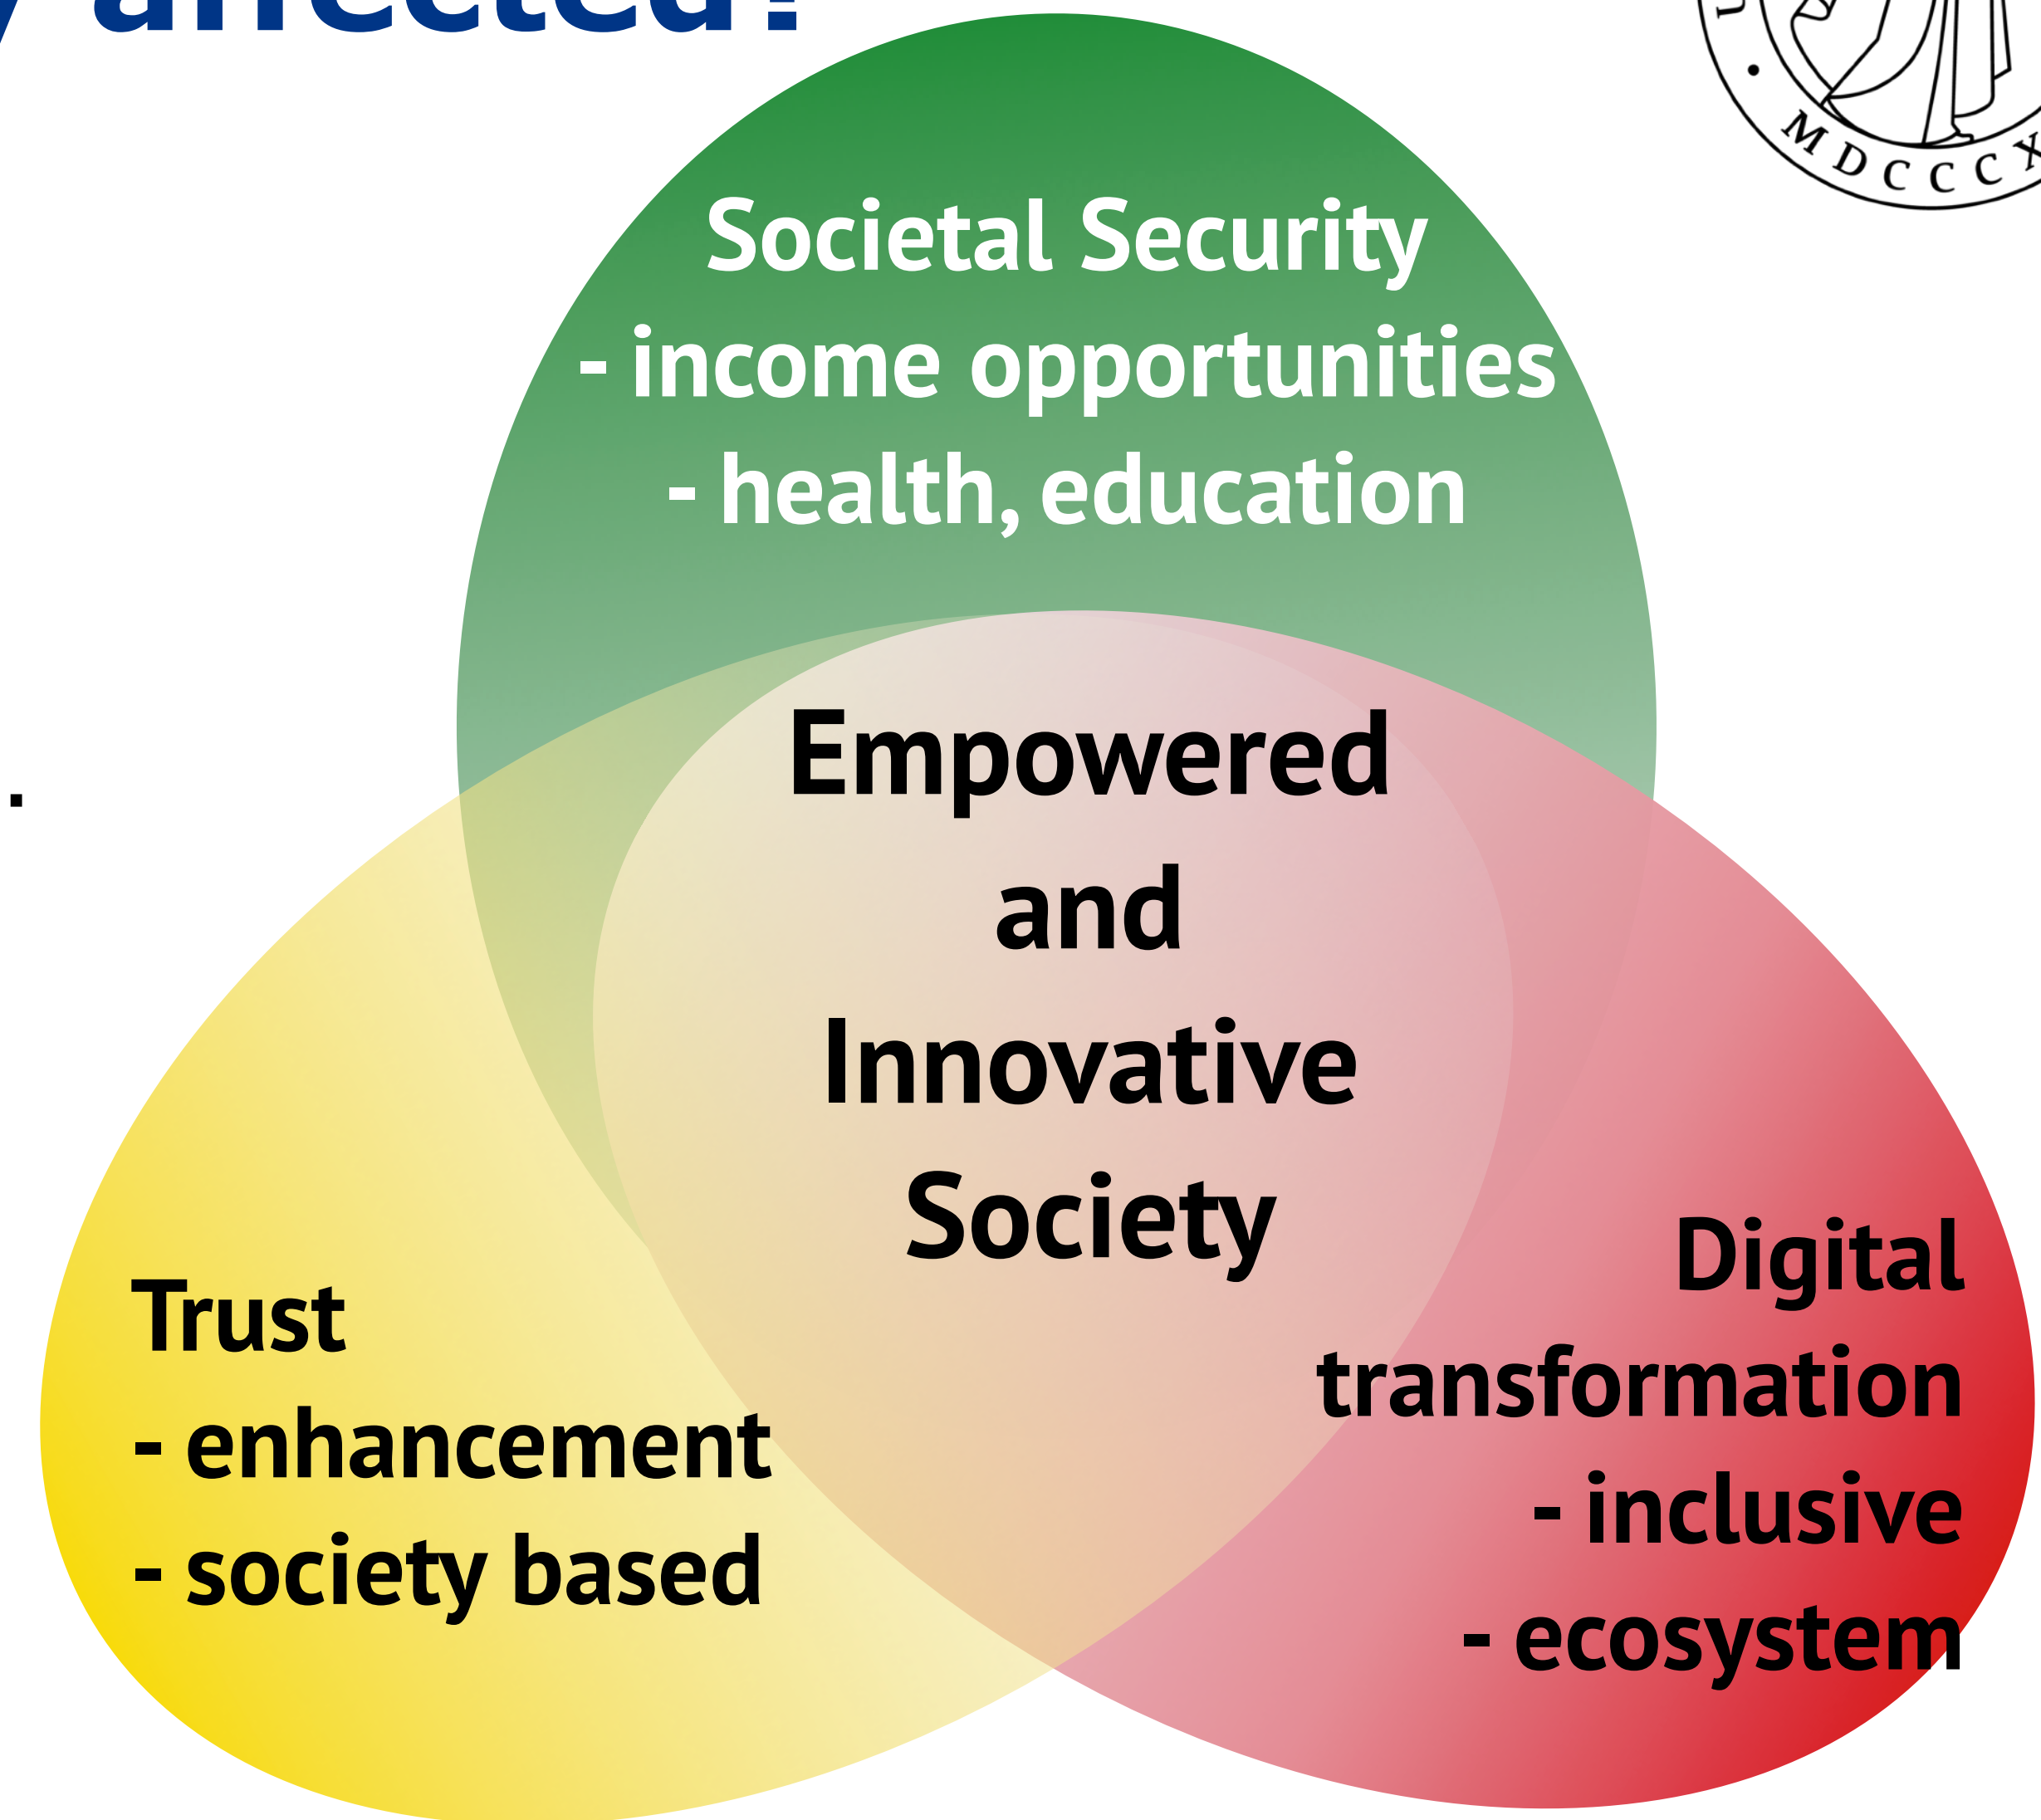 affected?
MDCCCX
Societal Security
- income opportunities
- health, education
.
Empowered
and
Innovative
Society
Trust
- enhancement
- society based
Digital
transformation
- inclusive
- ecosystem